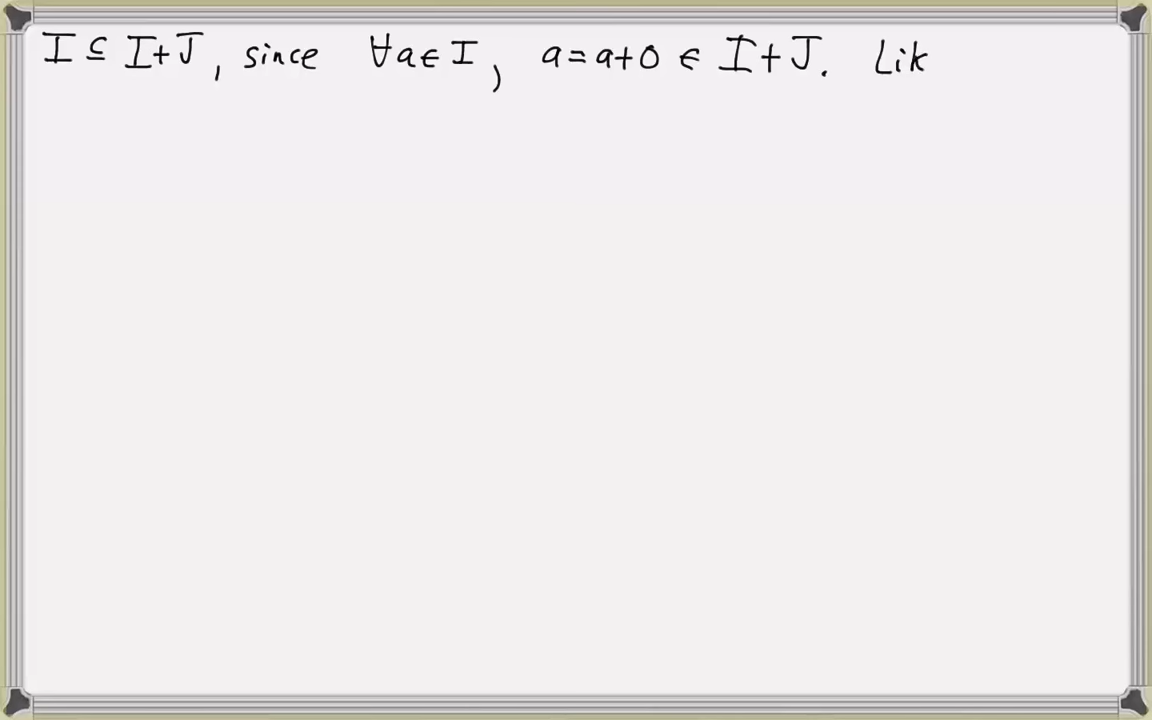 I ⊆ I+J, since ∀a∈I, a=a+0 ∈ I+J. Lik